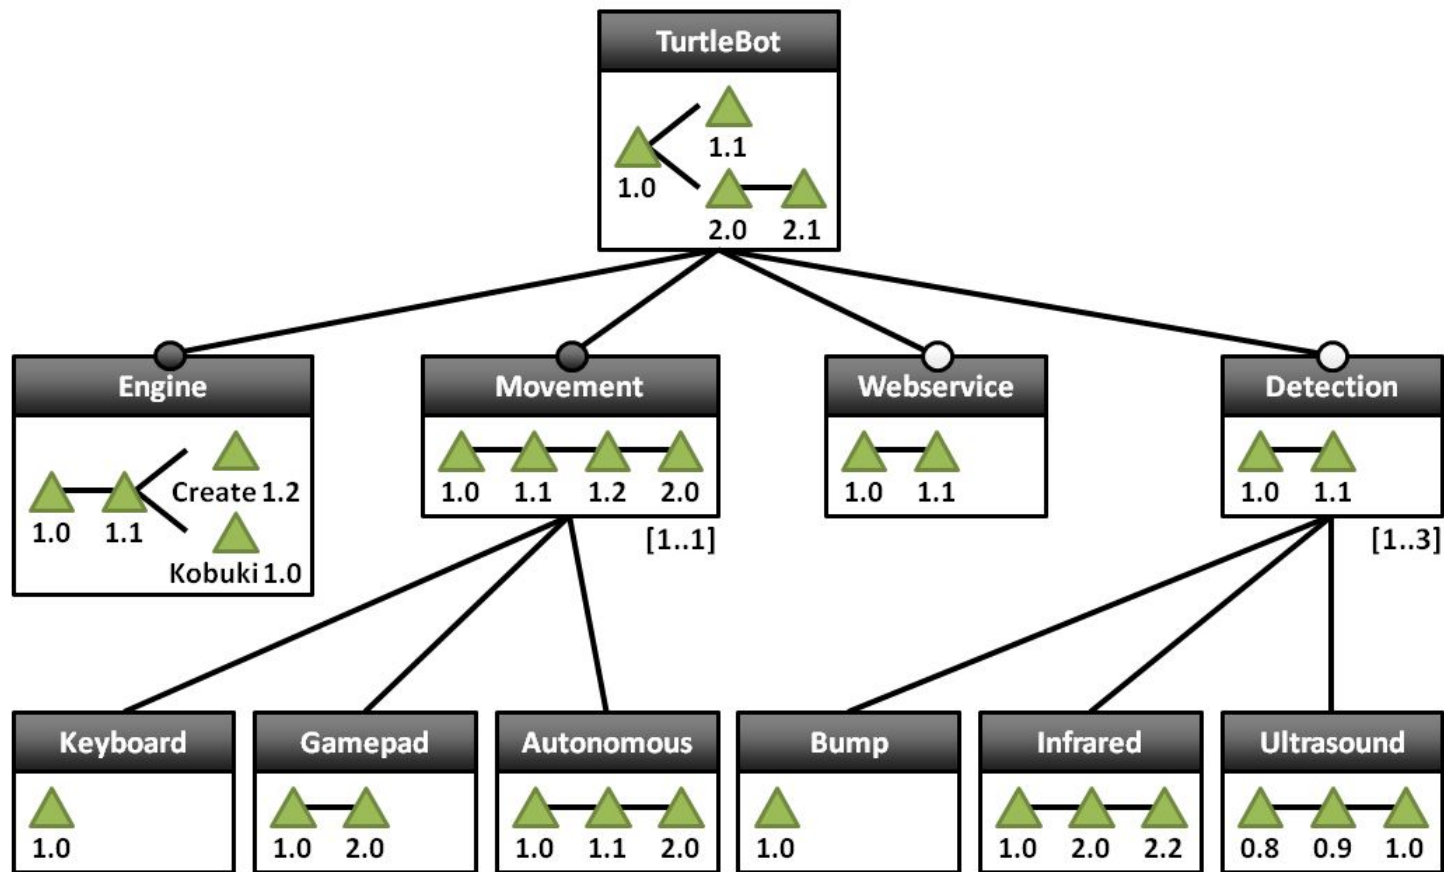 TurtleBot
1.1
1.0
2.0 2.1
Engine Movement Webservice Detection
1.0 1.1 Create 1.2
Kobuki 1.0
1.0 1.1 1.2 2.0
1.0 1.1
1.0 1.1
[1..1] [1..3]
Keyboard Gamepad Autonomous Bump Infrared Ultrasound
1.0
1.0 2.0
1.0 1.1 2.0
1.0
1.0 2.0 2.2
0.8 0.9 1.0